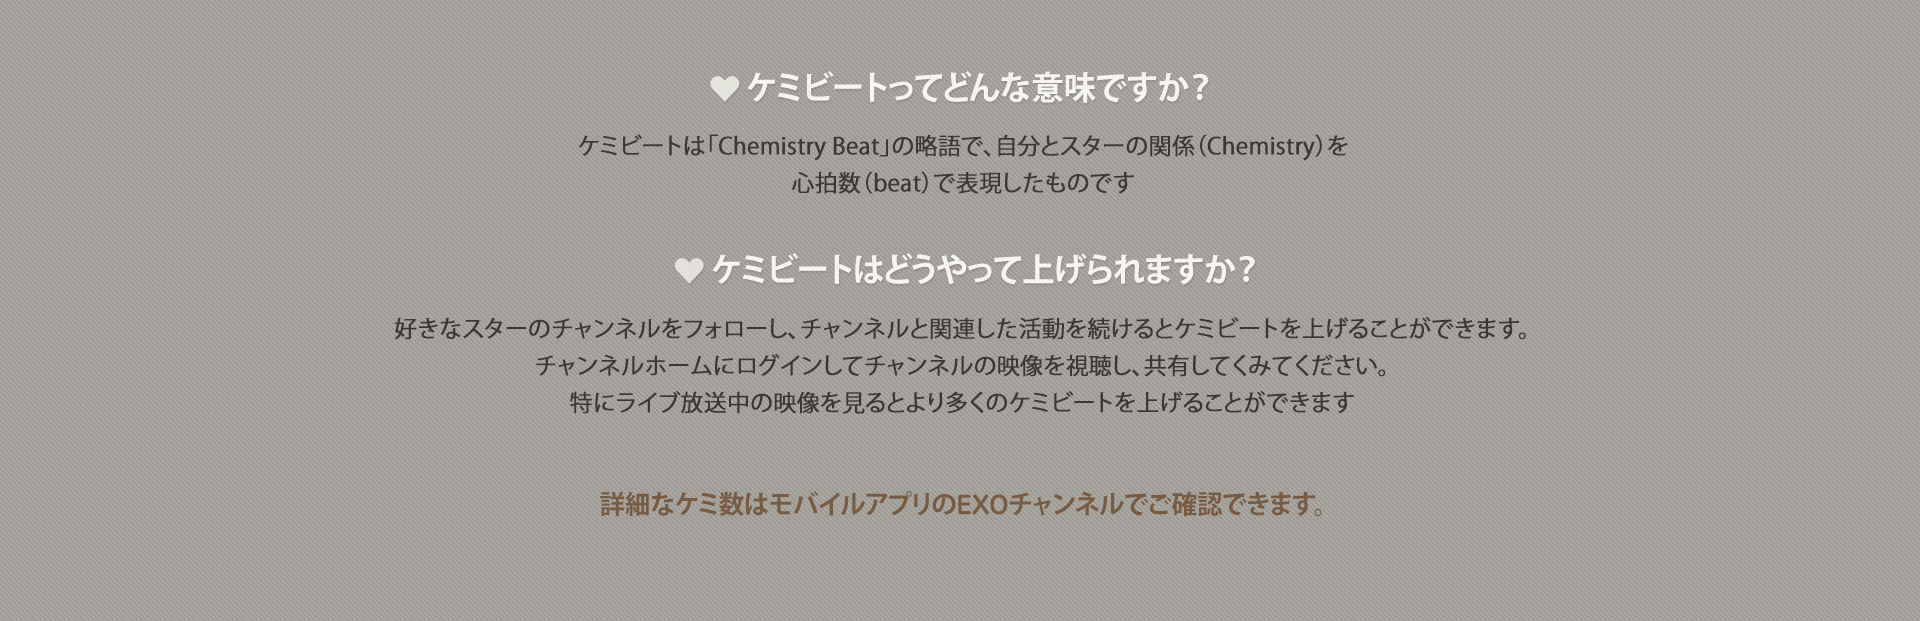 ♥ ケミビートってどんな意味ですか？
ケミビートは「Chemistry Beat」の略語で、自分とスターの関係（Chemistry）を
心拍数（beat）で表現したものです
♥ ケミビートはどうやって上げられますか？
好きなスターのチャンネルをフォローし、チャンネルと関連した活動を続けるとケミビートを上げることができます。
チャンネルホームにログインしてチャンネルの映像を視聴し、共有してくみてください。
特にライブ放送中の映像を見るとより多くのケミビートを上げることができます
詳細なケミ数はモバイルアプリのEXOチャンネルでご確認できます。